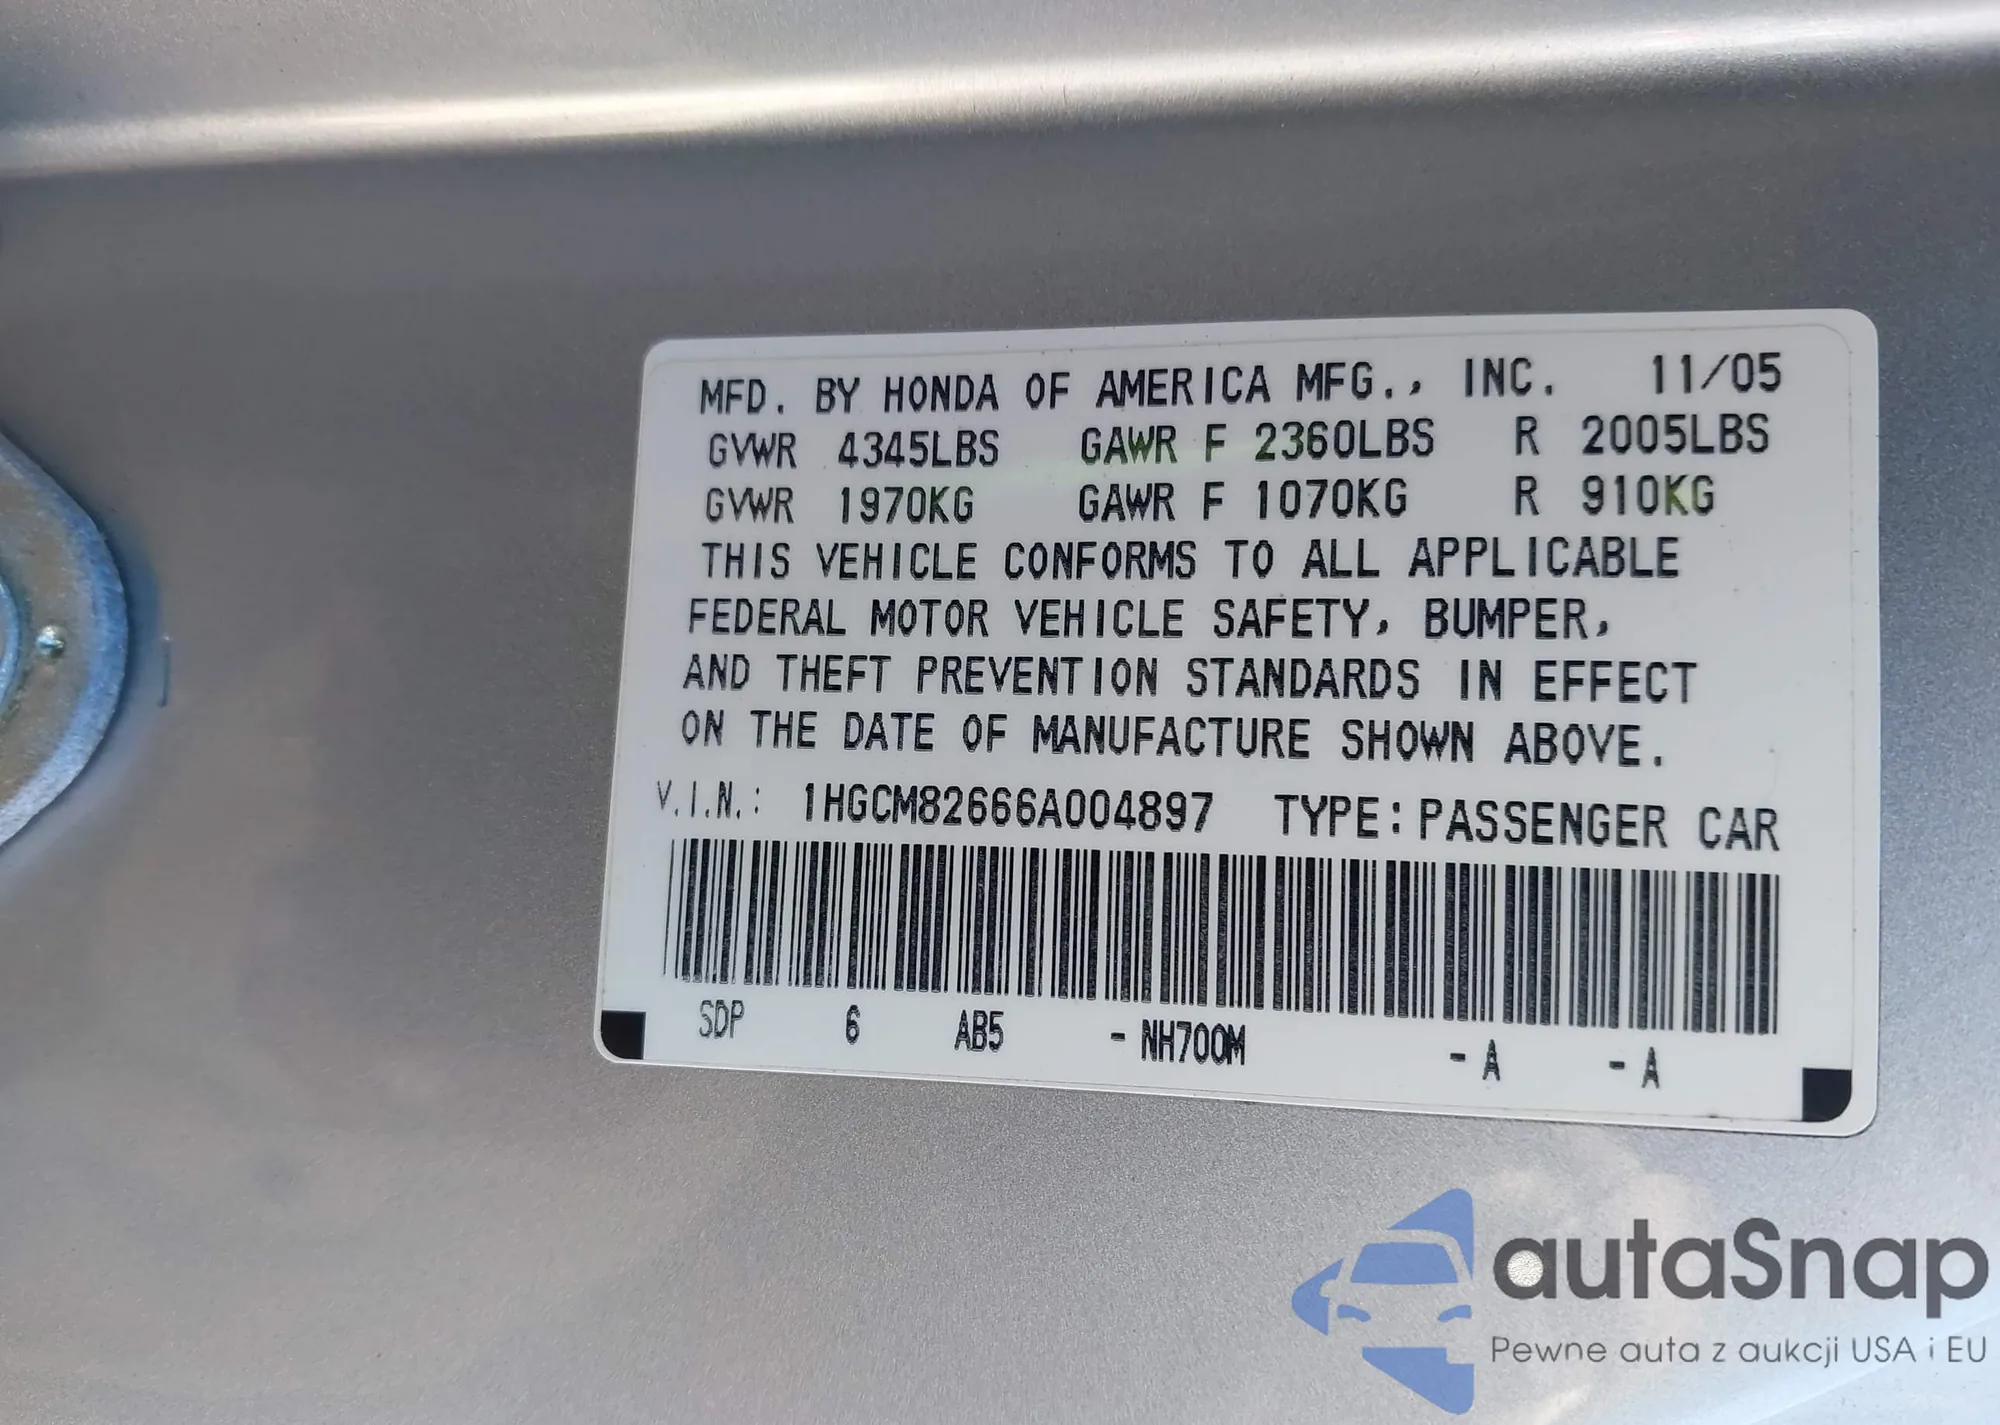 MFD. BY HONDA OF AMERICA MFG., INC. 11/05
GVWR 4345LBS GAWR F 2360LBS R 2005LBS
GVWR 1970KG GAWR F 1070KG R 910KG
THIS VEHICLE CONFORMS TO ALL APPLICABLE
FEDERAL MOTOR VEHICLE SAFETY, BUMPER,
AND THEFT PREVENTION STANDARDS IN EFFECT
ON THE DATE OF MANUFACTURE SHOWN ABOVE.
V.I.N.: 1HGCM82666A004897 TYPE: PASSENGER CAR
SDP 6 AB5 - NH700M - A - A
autaSnap
Pewne auta z aukcji USA i EU